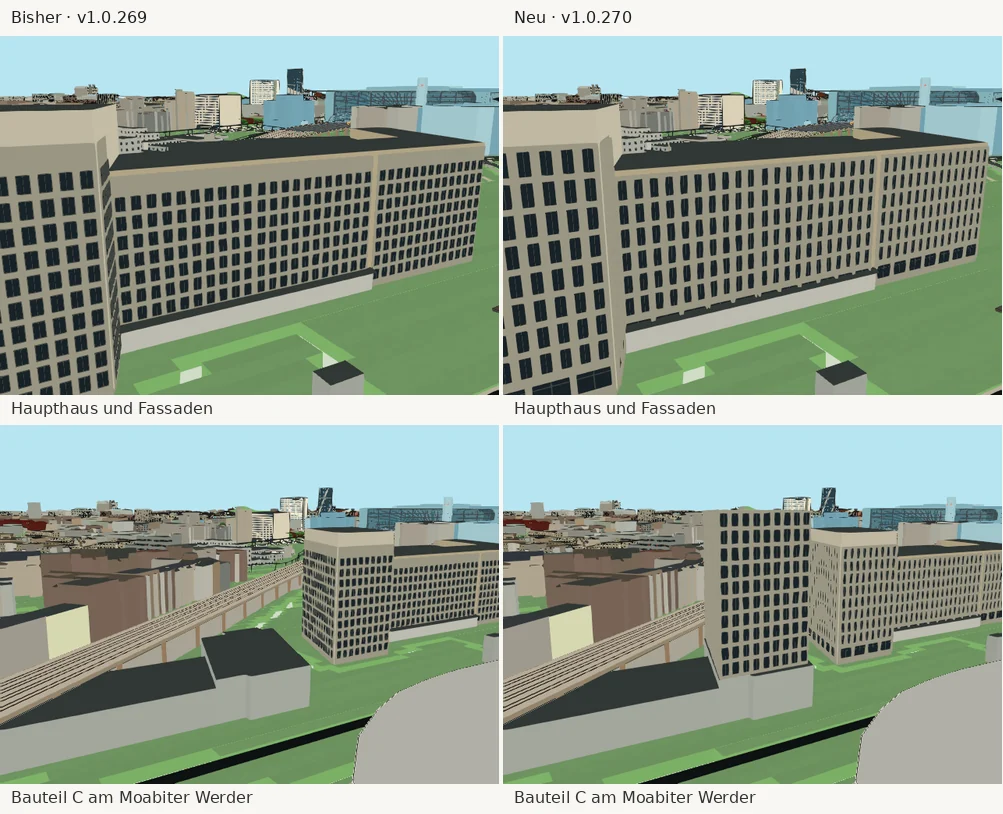 Bisher · v1.0.269
Neu · v1.0.270
Haupthaus und Fassaden
Haupthaus und Fassaden
Bauteil C am Moabiter Werder
Bauteil C am Moabiter Werder